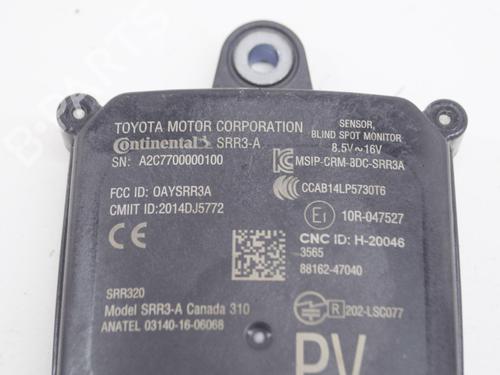 TOYOTA MOTOR CORPORATION
Continental SRR3-A
SN: A2C7700000100
SENSOR,
BLIND SPOT MONITOR
8.5V~16V
MSIP-CRM-BDC-SRR3A
FCC ID: OAYSRR3A
CMIIT ID:2014DJ5772
CCAB14LP5730T6
E1 10R-047527
CE
CNC ID: H-20046
3565
88162-47040
SRR320
Model SRR3-A Canada 310
ANATEL 03140-16-06068
R 202-LSC077
PV
B-PARTS